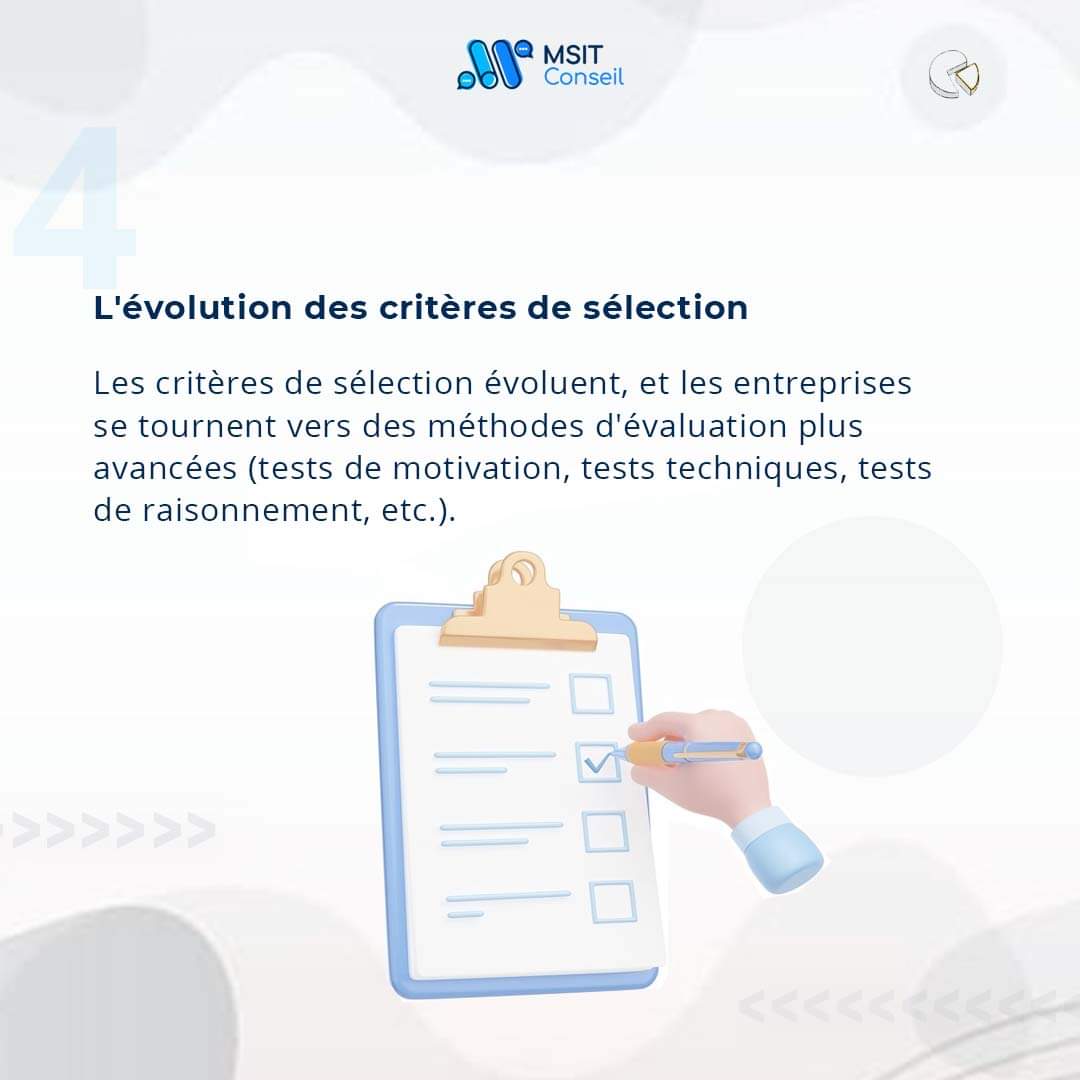 MSIT
Conseil
4
L'évolution des critères de sélection
Les critères de sélection évoluent, et les entreprises
se tournent vers des méthodes d'évaluation plus
avancées (tests de motivation, tests techniques, tests
de raisonnement, etc.).